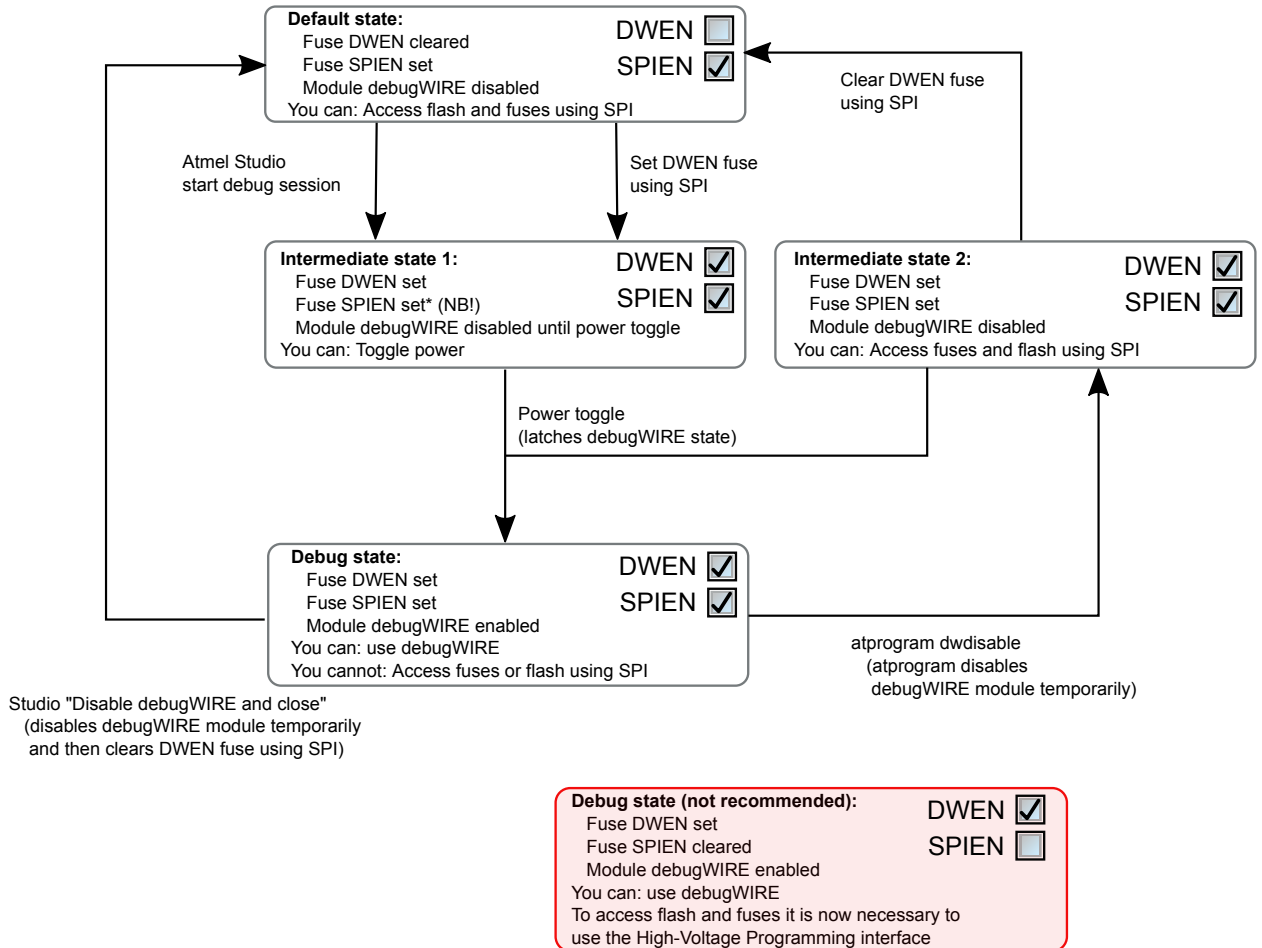 Default state:
Fuse DWEN cleared
Fuse SPIEN set
Module debugWIRE disabled
You can: Access flash and fuses using SPI
DWEN
SPIEN
Clear DWEN fuse
using SPI
Atmel Studio
start debug session
Set DWEN fuse
using SPI
Intermediate state 1:
Fuse DWEN set
Fuse SPIEN set* (NB!)
Module debugWIRE disabled until power toggle
You can: Toggle power
DWEN
SPIEN
Intermediate state 2:
Fuse DWEN set
Fuse SPIEN set
Module debugWIRE disabled
You can: Access fuses and flash using SPI
DWEN
SPIEN
Power toggle
(latches debugWIRE state)
Debug state:
Fuse DWEN set
Fuse SPIEN set
Module debugWIRE enabled
You can: use debugWIRE
You cannot: Access fuses or flash using SPI
DWEN
SPIEN
atprogram dwdisable
(atprogram disables
debugWIRE module temporarily)
Studio "Disable debugWIRE and close"
(disables debugWIRE module temporarily
and then clears DWEN fuse using SPI)
Debug state (not recommended):
Fuse DWEN set
Fuse SPIEN cleared
Module debugWIRE enabled
You can: use debugWIRE
To access flash and fuses it is now necessary to
use the High-Voltage Programming interface
DWEN
SPIEN